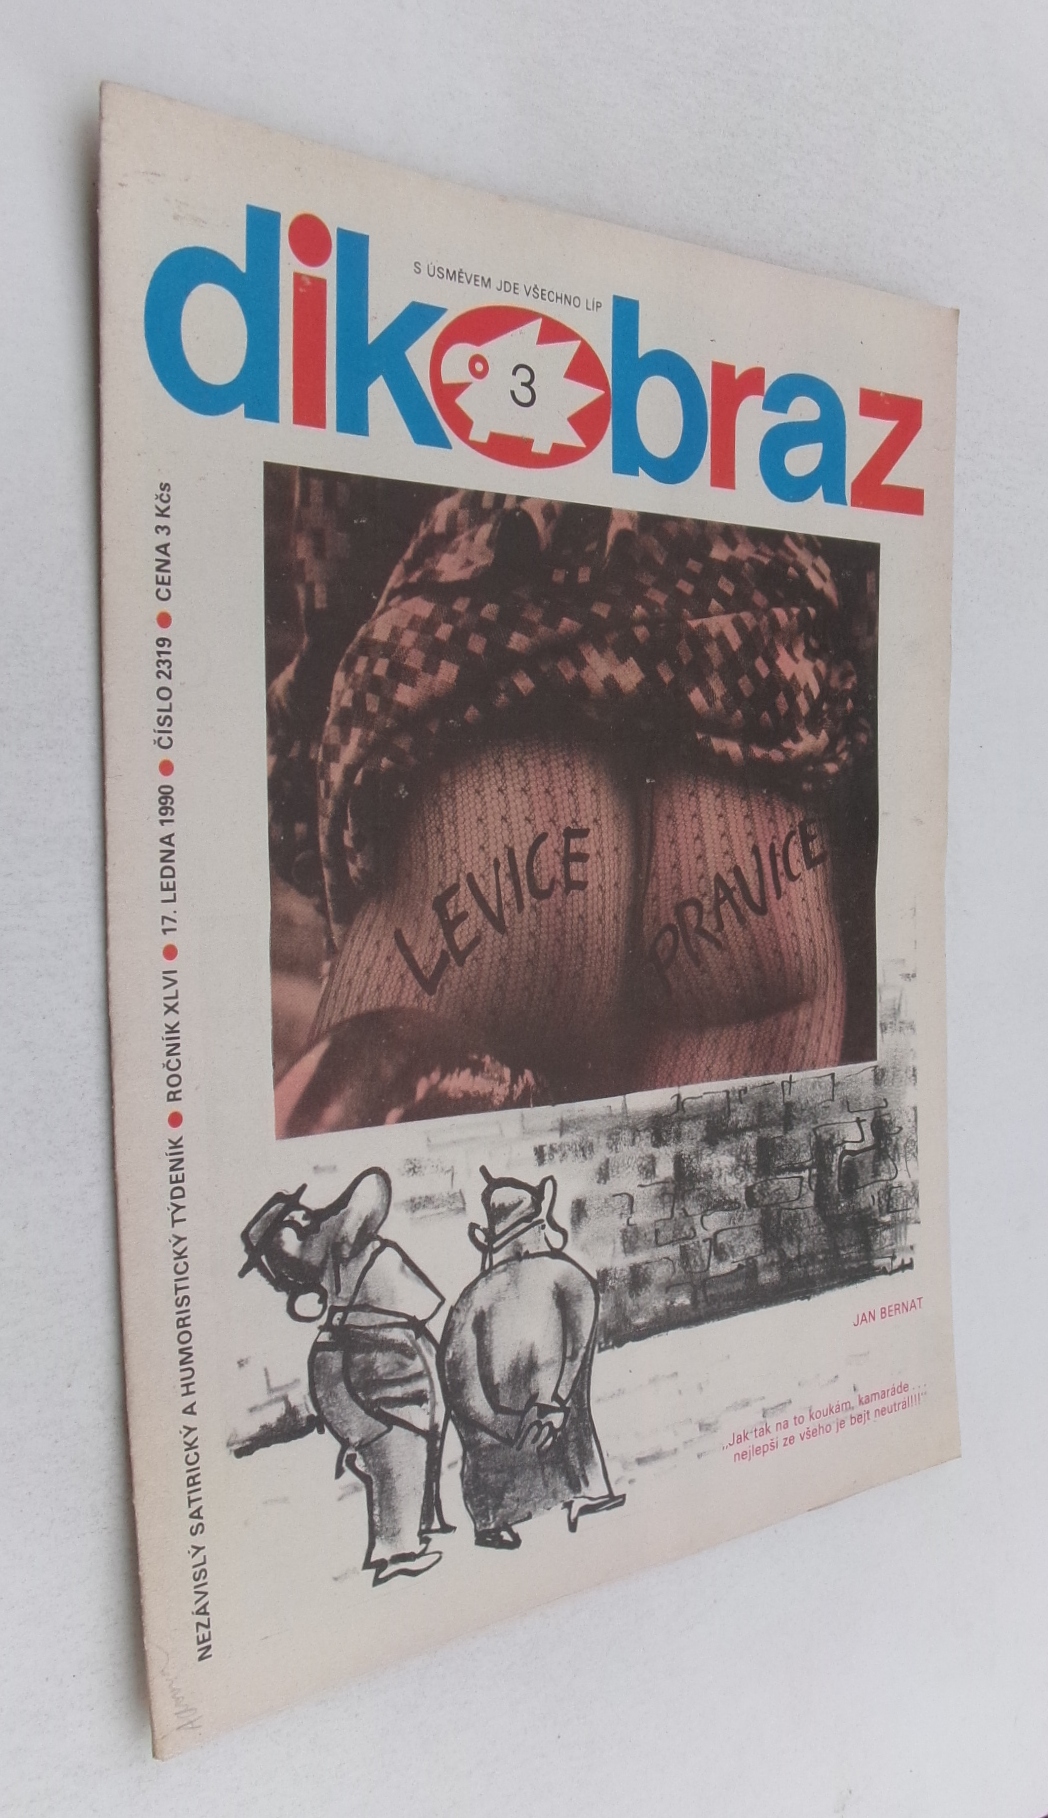 S ÚSMĚVEM JDE VŠECHNO LÍP
dikobraz
3
NEZÁVISLÝ SATIRICKÝ A HUMORISTICKÝ TÝDENÍK ● ROČNÍK XLVI ● 17. LEDNA 1990 ● ČÍSLO 2319 ● CENA 3 Kčs
LEVICE
PRAVICE
JAN BERNAT
„Jak tak na to koukám, kamaráde ...
nejlepší ze všeho je bejt neutrál!!!"